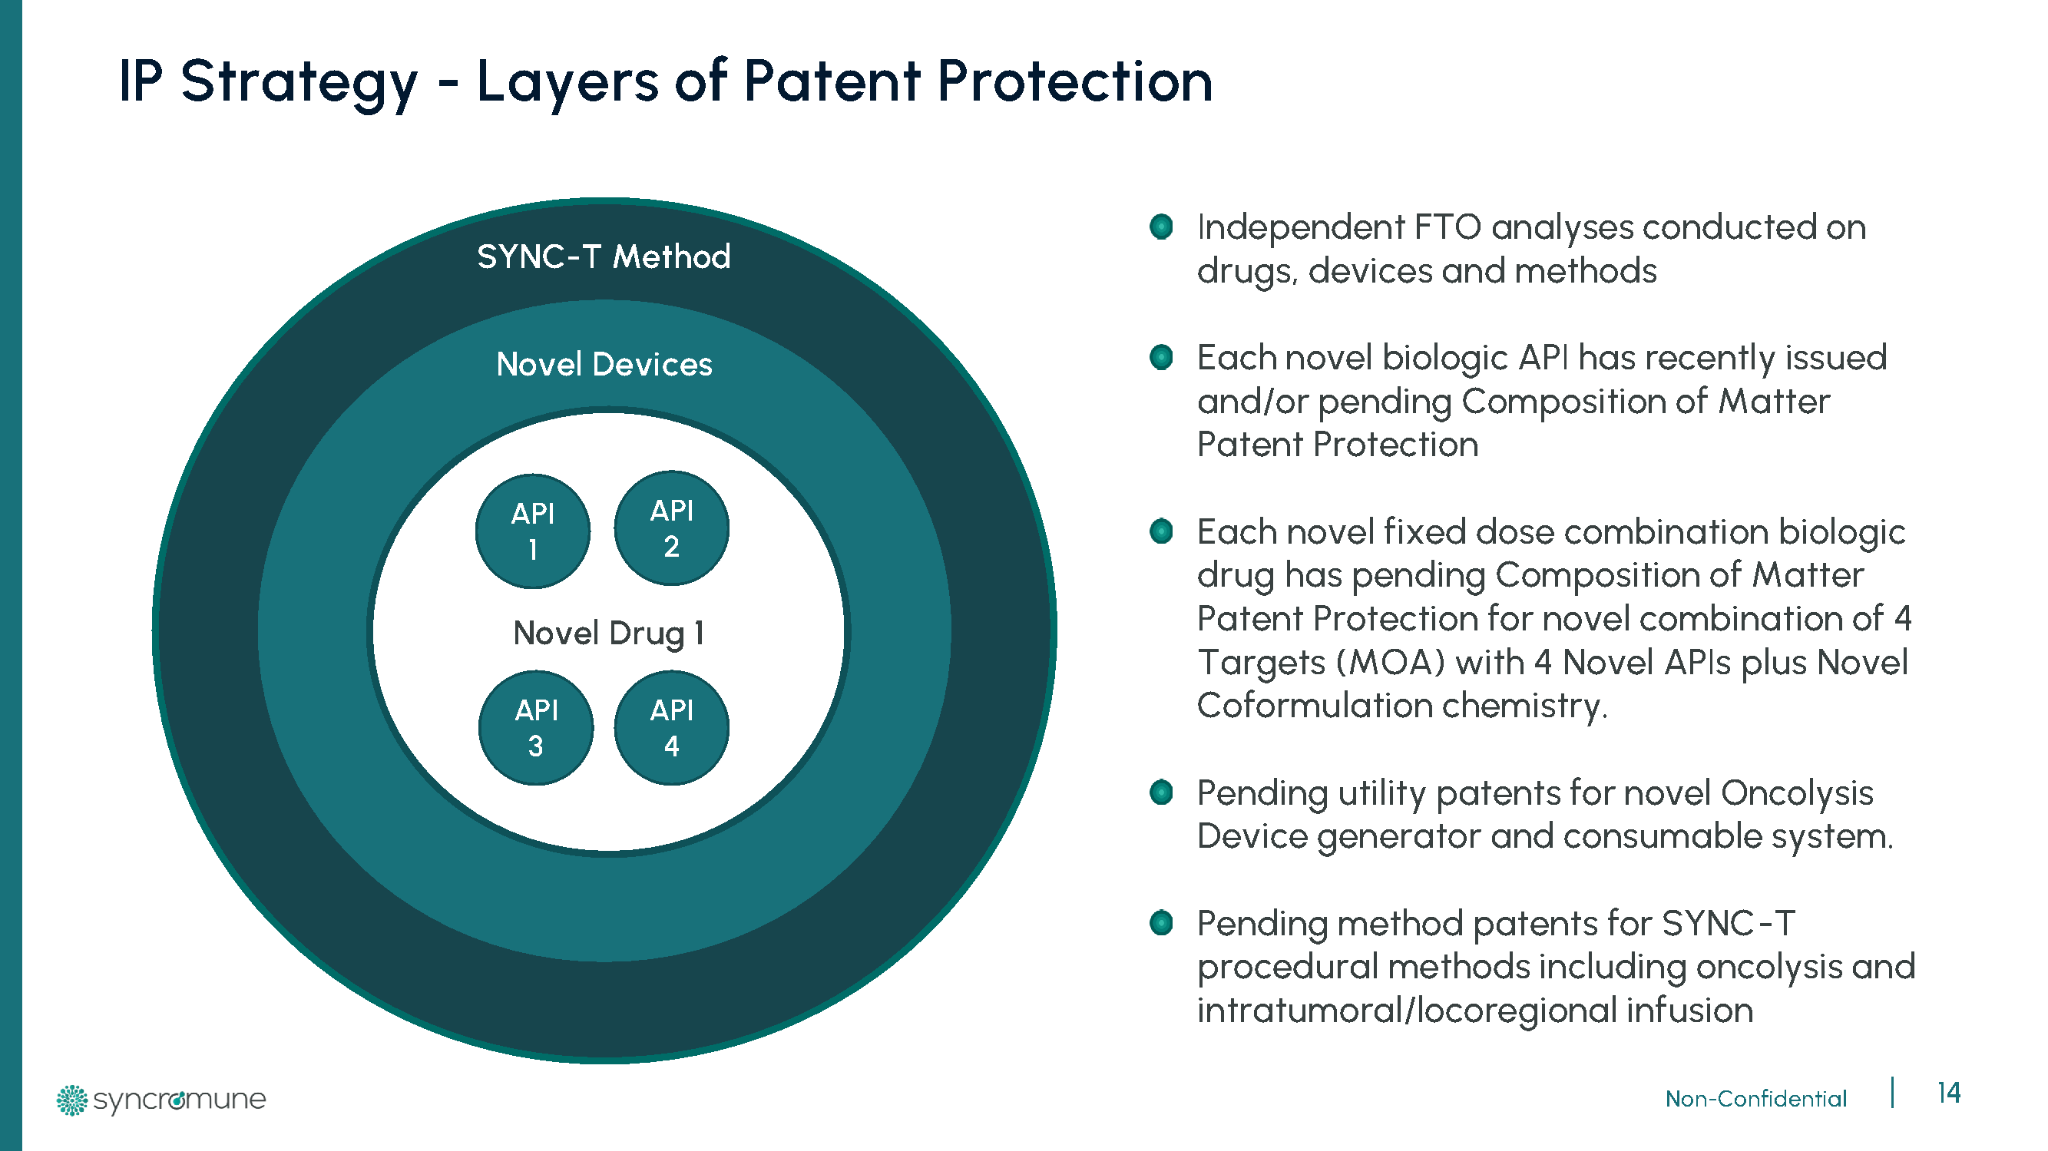 IP Strategy - Layers of Patent Protection
SYNC-T Method
Novel Devices
API
1
API
2
Novel Drug 1
API
3
API
4
Independent FTO analyses conducted on
drugs, devices and methods
Each novel biologic API has recently issued
and/or pending Composition of Matter
Patent Protection
Each novel fixed dose combination biologic
drug has pending Composition of Matter
Patent Protection for novel combination of 4
Targets (MOA) with 4 Novel APIs plus Novel
Coformulation chemistry.
Pending utility patents for novel Oncolysis
Device generator and consumable system.
Pending method patents for SYNC-T
procedural methods including oncolysis and
intratumoral/locoregional infusion
syncromune
Non-Confidential
14